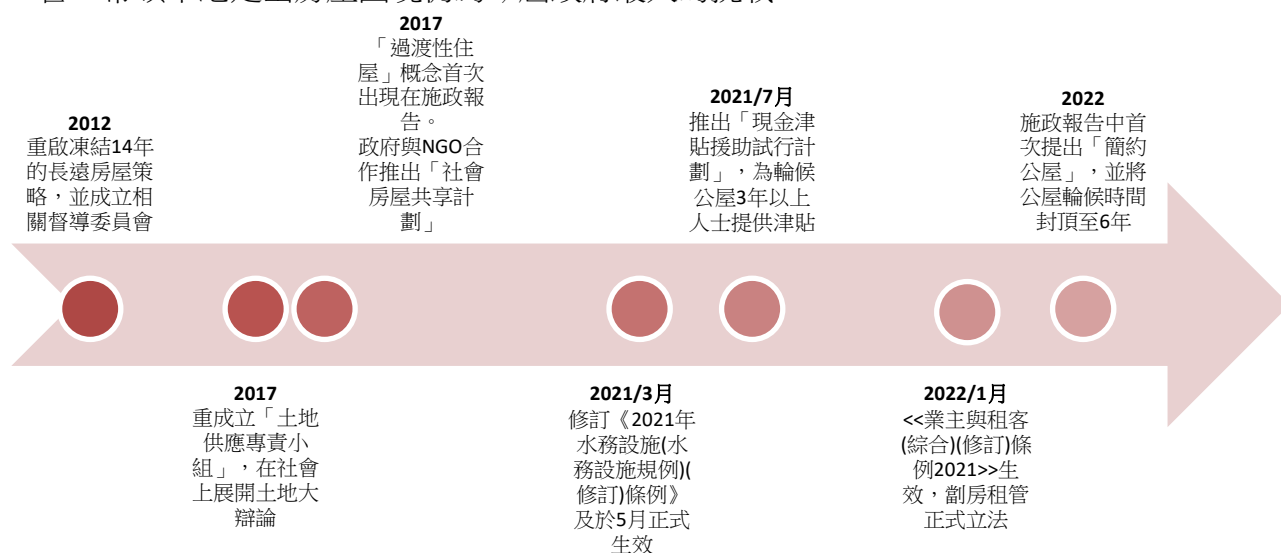 2012
重啟凍結14年
的長遠房屋策
略,並成立相
關督導委員會
2017
「過渡性住
屋」概念首次
出現在施政報
告。
政府與NGO合
作推出「社會
房屋共享計
劃」
2021/7月
推出「現金津
貼援助試行計
劃」,為輪候
公屋3年以上
人士提供津貼
2022
施政報告中首
次提出「簡約
公屋」,並將
公屋輪候時間
封頂至6年
2017
重成立「土地
供應專責小
組」,在社會
上展開土地大
辯論
2021/3月
修訂《2021年
水務設施(水
務設施規例)(
修訂)條例》
及於5月正式
生效
2022/1月
<<業主與租客
(綜合)(修訂)條
例2021>>生
效,劏房租管
正式立法